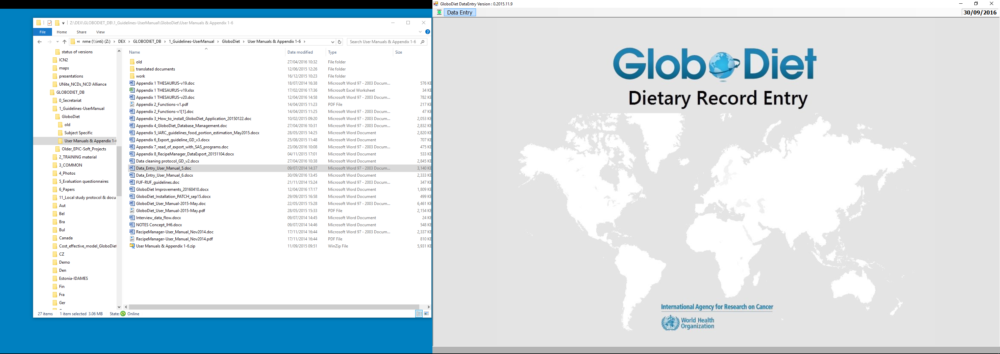 Z:\DEX\GLOBODIET_DB\1_Guidelines-UserManual\GloboDiet\User Manuals & Appendix 1-6
File Home Share View
« nme (\\inti) (Z:) › DEX › GLOBODIET_DB › 1_Guidelines-UserManual › GloboDiet › User Manuals & Appendix 1-6 ›
Search User Manuals & Appendix 1-6
status of versions
ICN2
maps
presentations
UNite_NCDs_NCD Alliance
GLOBODIET_DB
0_Secretariat
1_Guidelines-UserManual
GloboDiet
old
Subject Specific
User Manuals & Appendix 1-
Older_EPIC-Soft_Projects
2_TRAINING material
3_COMMON
4_Photos
5_Evaluation questionnaires
6_Papers
11_Local study protocol & docu
Aut
Bel
Bra
Bul
Canada
Cost_effective_model_GloboDiet
CZ
Demo
Den
Estonia-IDAMES
Fin
Fra
Ger
Name Date modified Type Size
old 27/04/2016 10:32 File folder
translated documents 12/06/2015 12:26 File folder
work 16/12/2015 10:23 File folder
Appendix 1 THESAURUS-v19.doc 18/07/2014 16:38 Microsoft Word 97 - 2003 Docum... 576 KB
Appendix 1 THESAURUS-v19.xlsx 17/02/2016 17:36 Microsoft Excel Worksheet 34 KB
Appendix 1 THESAURUS-v20.doc 12/04/2016 14:58 Microsoft Word 97 - 2003 Docum... 782 KB
Appendix 2_Functions-v1.pdf 14/04/2015 11:23 PDF File 217 KB
Appendix 2_Functions-v1[1].doc 14/04/2015 11:25 Microsoft Word 97 - 2003 Docum... 47 KB
Appendix 3_How_to_install_GloboDiet_Application_20150122.doc 10/02/2015 09:20 Microsoft Word 97 - 2003 Docum... 2,053 KB
Appendix 4_GloboDiet_Database_Management.doc 27/04/2016 10:31 Microsoft Word 97 - 2003 Docum... 2,832 KB
Appendix 5_IARC_guidelines_food_portion_estimation_May2015.docx 28/05/2015 14:25 Microsoft Word Document 2,820 KB
Appendix 6_Export_guideline_GD_v3.docx 25/08/2015 11:48 Microsoft Word Document 707 KB
Appendix 7_read_of_export_with_SAS_programs.doc 23/06/2016 10:08 Microsoft Word 97 - 2003 Docum... 475 KB
Appendix 8_RecipeManager_DataExport_20151104.docx 04/11/2015 17:01 Microsoft Word Document 533 KB
Data cleaning protocol_GD_v2.docx 27/04/2016 10:38 Microsoft Word Document 2,845 KB
Data_Entry_User_Manual_5.doc 09/07/2014 14:37 Microsoft Word 97 - 2003 Docum... 3,140 KB
Data_Entry_User_Manual_6.docx 30/09/2016 13:45 Microsoft Word Document 2,333 KB
FUF-RUF_guidelines.doc 21/11/2014 15:24 Microsoft Word 97 - 2003 Docum... 347 KB
GloboDiet Improvements_20160410.docx 12/04/2016 17:17 Microsoft Word Document 1,809 KB
GloboDiet_Installation_PATCH_sep15.docx 29/09/2015 16:58 Microsoft Word Document 499 KB
GloboDiet_User_Manual-2015-May.doc 22/05/2015 15:28 Microsoft Word 97 - 2003 Docum... 6,461 KB
GloboDiet_User_Manual-2015-May.pdf 28/05/2015 15:33 PDF File 2,154 KB
Interview_data_flow.docx 09/07/2014 14:45 Microsoft Word Document 24 KB
NOTES Concept_IH6.docx 09/07/2014 14:46 Microsoft Word Document 548 KB
RecipeManager-User_Manual_Nov2014.doc 17/11/2014 16:44 Microsoft Word 97 - 2003 Docum... 2,337 KB
RecipeManager-User_Manual_Nov2014.pdf 17/11/2014 16:44 PDF File 810 KB
User Manuals & Appendix 1-6.zip 11/09/2015 09:51 WinZip File 5,931 KB
27 items 1 item selected 3.06 MB State: Online
GloboDiet DataEntry Version : 0.2015.11.9
Data Entry
30/09/2016
GloboDiet
Dietary Record Entry
International Agency for Research on Cancer
World Health
Organization